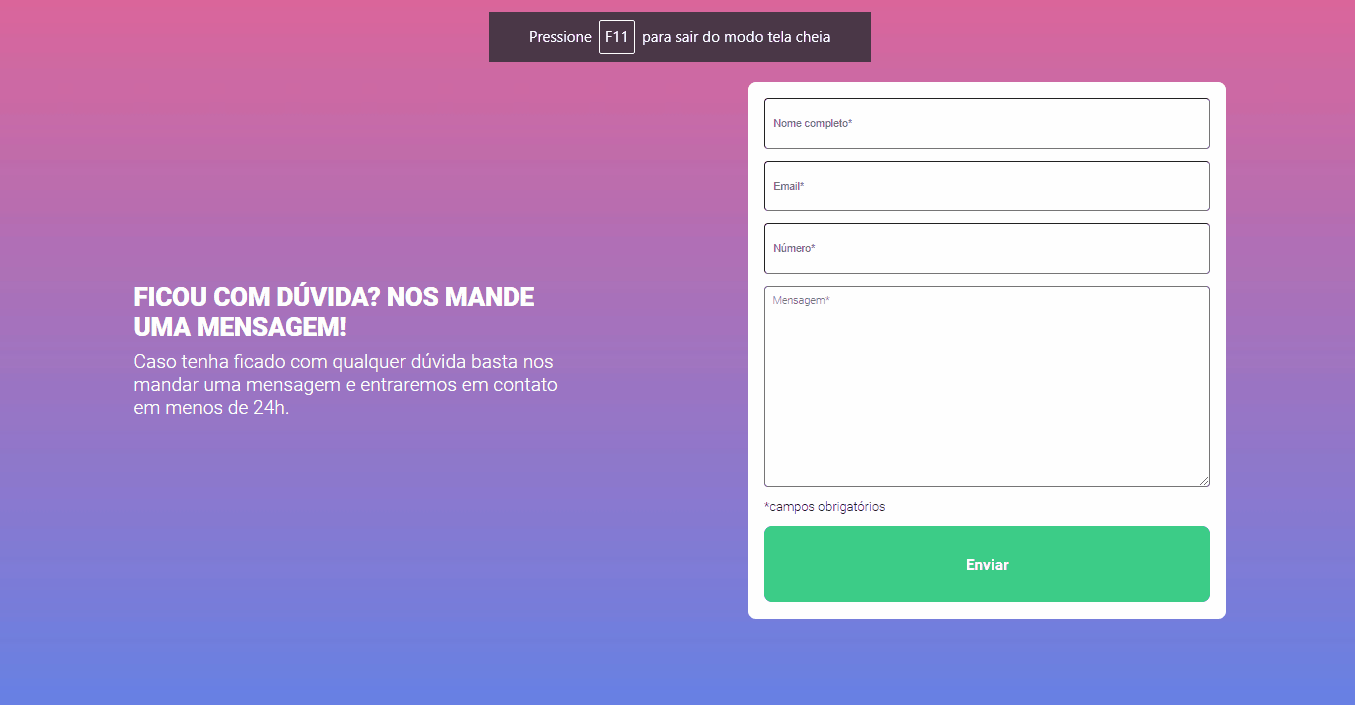 Pressione F11 para sair do modo tela cheia
FICOU COM DÚVIDA? NOS MANDE
UMA MENSAGEM!
Caso tenha ficado com qualquer dúvida basta nos
mandar uma mensagem e entraremos em contato
em menos de 24h.
Nome completo*
Email*
Número*
Mensagem*
*campos obrigatórios
Enviar